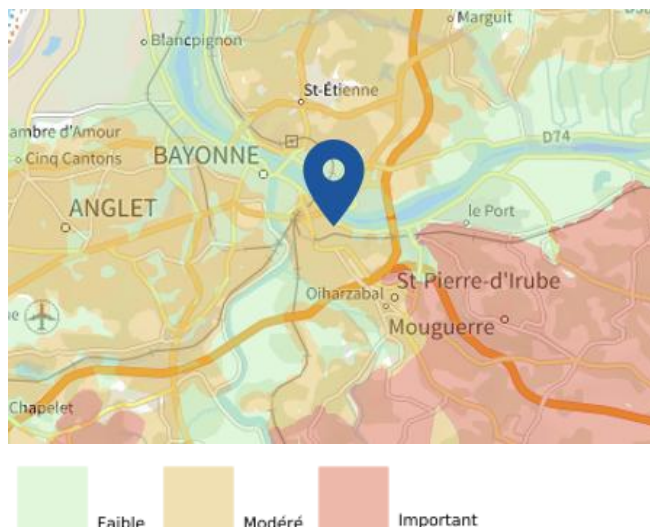 Marguit
Blancpignon
St-Étienne
ambre d'Amour
D74
Cinq Cantons
BAYONNE
ANGLET
le Port
St-Pierre-d'Irube
Oiharzabal
Mouguerre
Chapelet
Faible
Modéré
Important